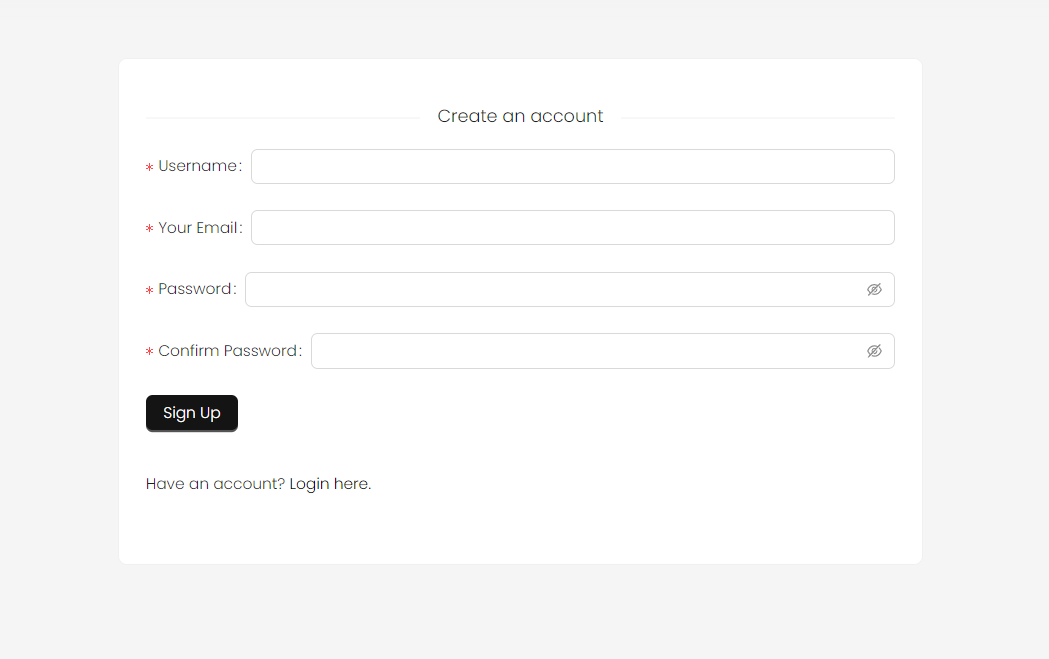 Create an account
* Username:
* Your Email:
* Password:
* Confirm Password:
Sign Up
Have an account? Login here.